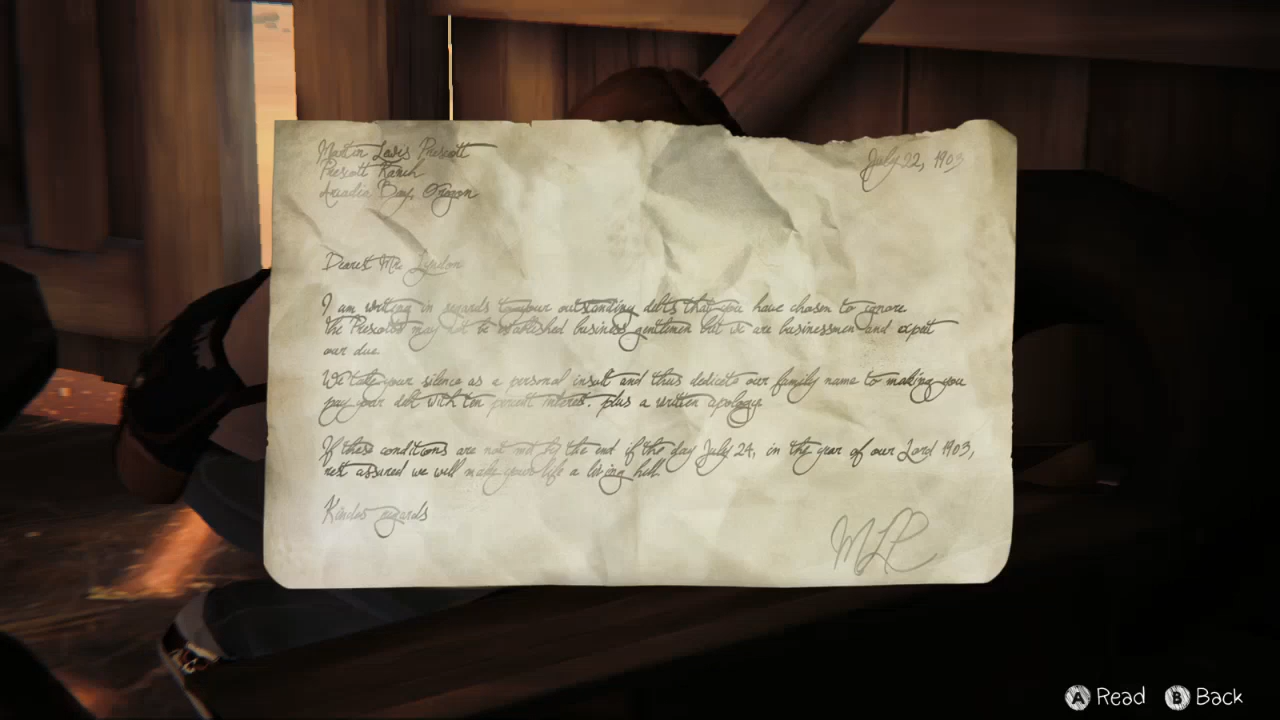 Martin Lewis Prescott
Prescott Ranch
Arcadia Bay, Oregon
July 22, 1903
Dearest Mr. Lyndon
I am writing in regards to your outstanding debts that you have chosen to ignore.
The Prescotts may not be established business gentlemen but we are businessmen and expect
our due.
We take your silence as a personal insult and thus dedicate our family name to making you
pay your debt with ten percent interest, plus a written apology.
If these conditions are not met by the end if the day July 24, in the year of our Lord 1903,
rest assured we will make your life a living hell.
Kindest regards
MLP
A Read B Back